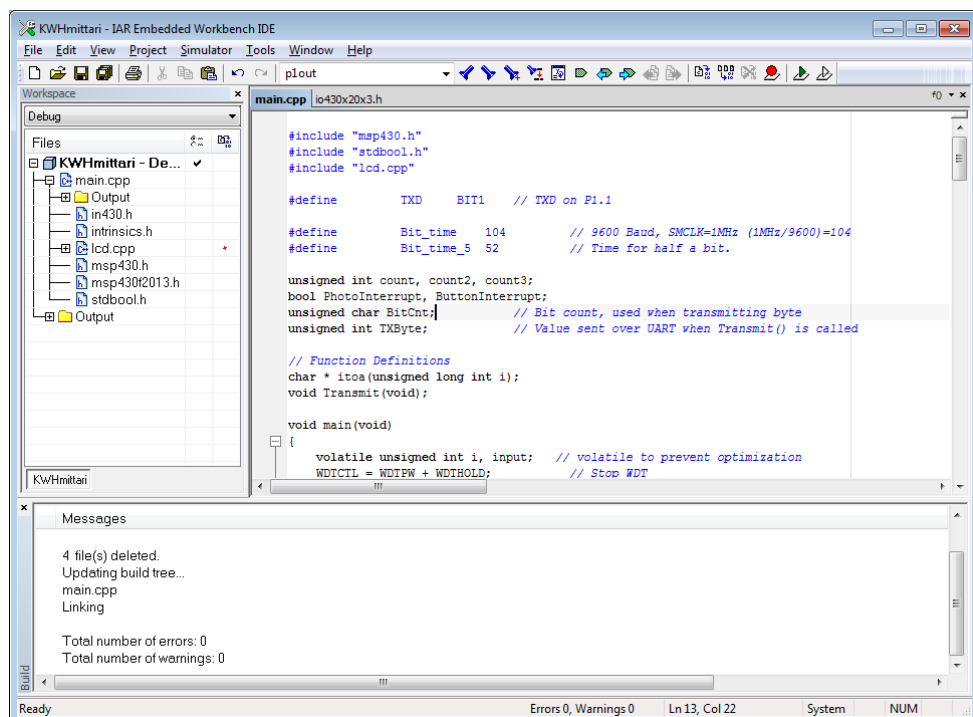 KWHmittari - IAR Embedded Workbench IDE
File Edit View Project Simulator Tools Window Help
p1out
Workspace
Debug
Files
KWHmittari - De...
main.cpp
Output
in430.h
intrinsics.h
lcd.cpp
msp430.h
msp430f2013.h
stdbool.h
Output
KWHmittari
main.cpp io430x20x3.h
f0
#include "msp430.h"
#include "stdbool.h"
#include "lcd.cpp"
#define TXD BIT1 // TXD on P1.1
#define Bit_time 104 // 9600 Baud, SMCLK=1MHz (1MHz/9600)=104
#define Bit_time_5 52 // Time for half a bit.
unsigned int count, count2, count3;
bool PhotoInterrupt, ButtonInterrupt;
unsigned char BitCnt; // Bit count, used when transmitting byte
unsigned int TXByte; // Value sent over UART when Transmit() is called
// Function Definitions
char * itoa(unsigned long int i);
void Transmit(void);
void main(void)
{
volatile unsigned int i, input; // volatile to prevent optimization
WDTCTL = WDTPW + WDTHOLD; // Stop WDT
Messages
4 file(s) deleted.
Updating build tree...
main.cpp
Linking
Total number of errors: 0
Total number of warnings: 0
Build
Ready
Errors 0, Warnings 0
Ln 13, Col 22
System
NUM